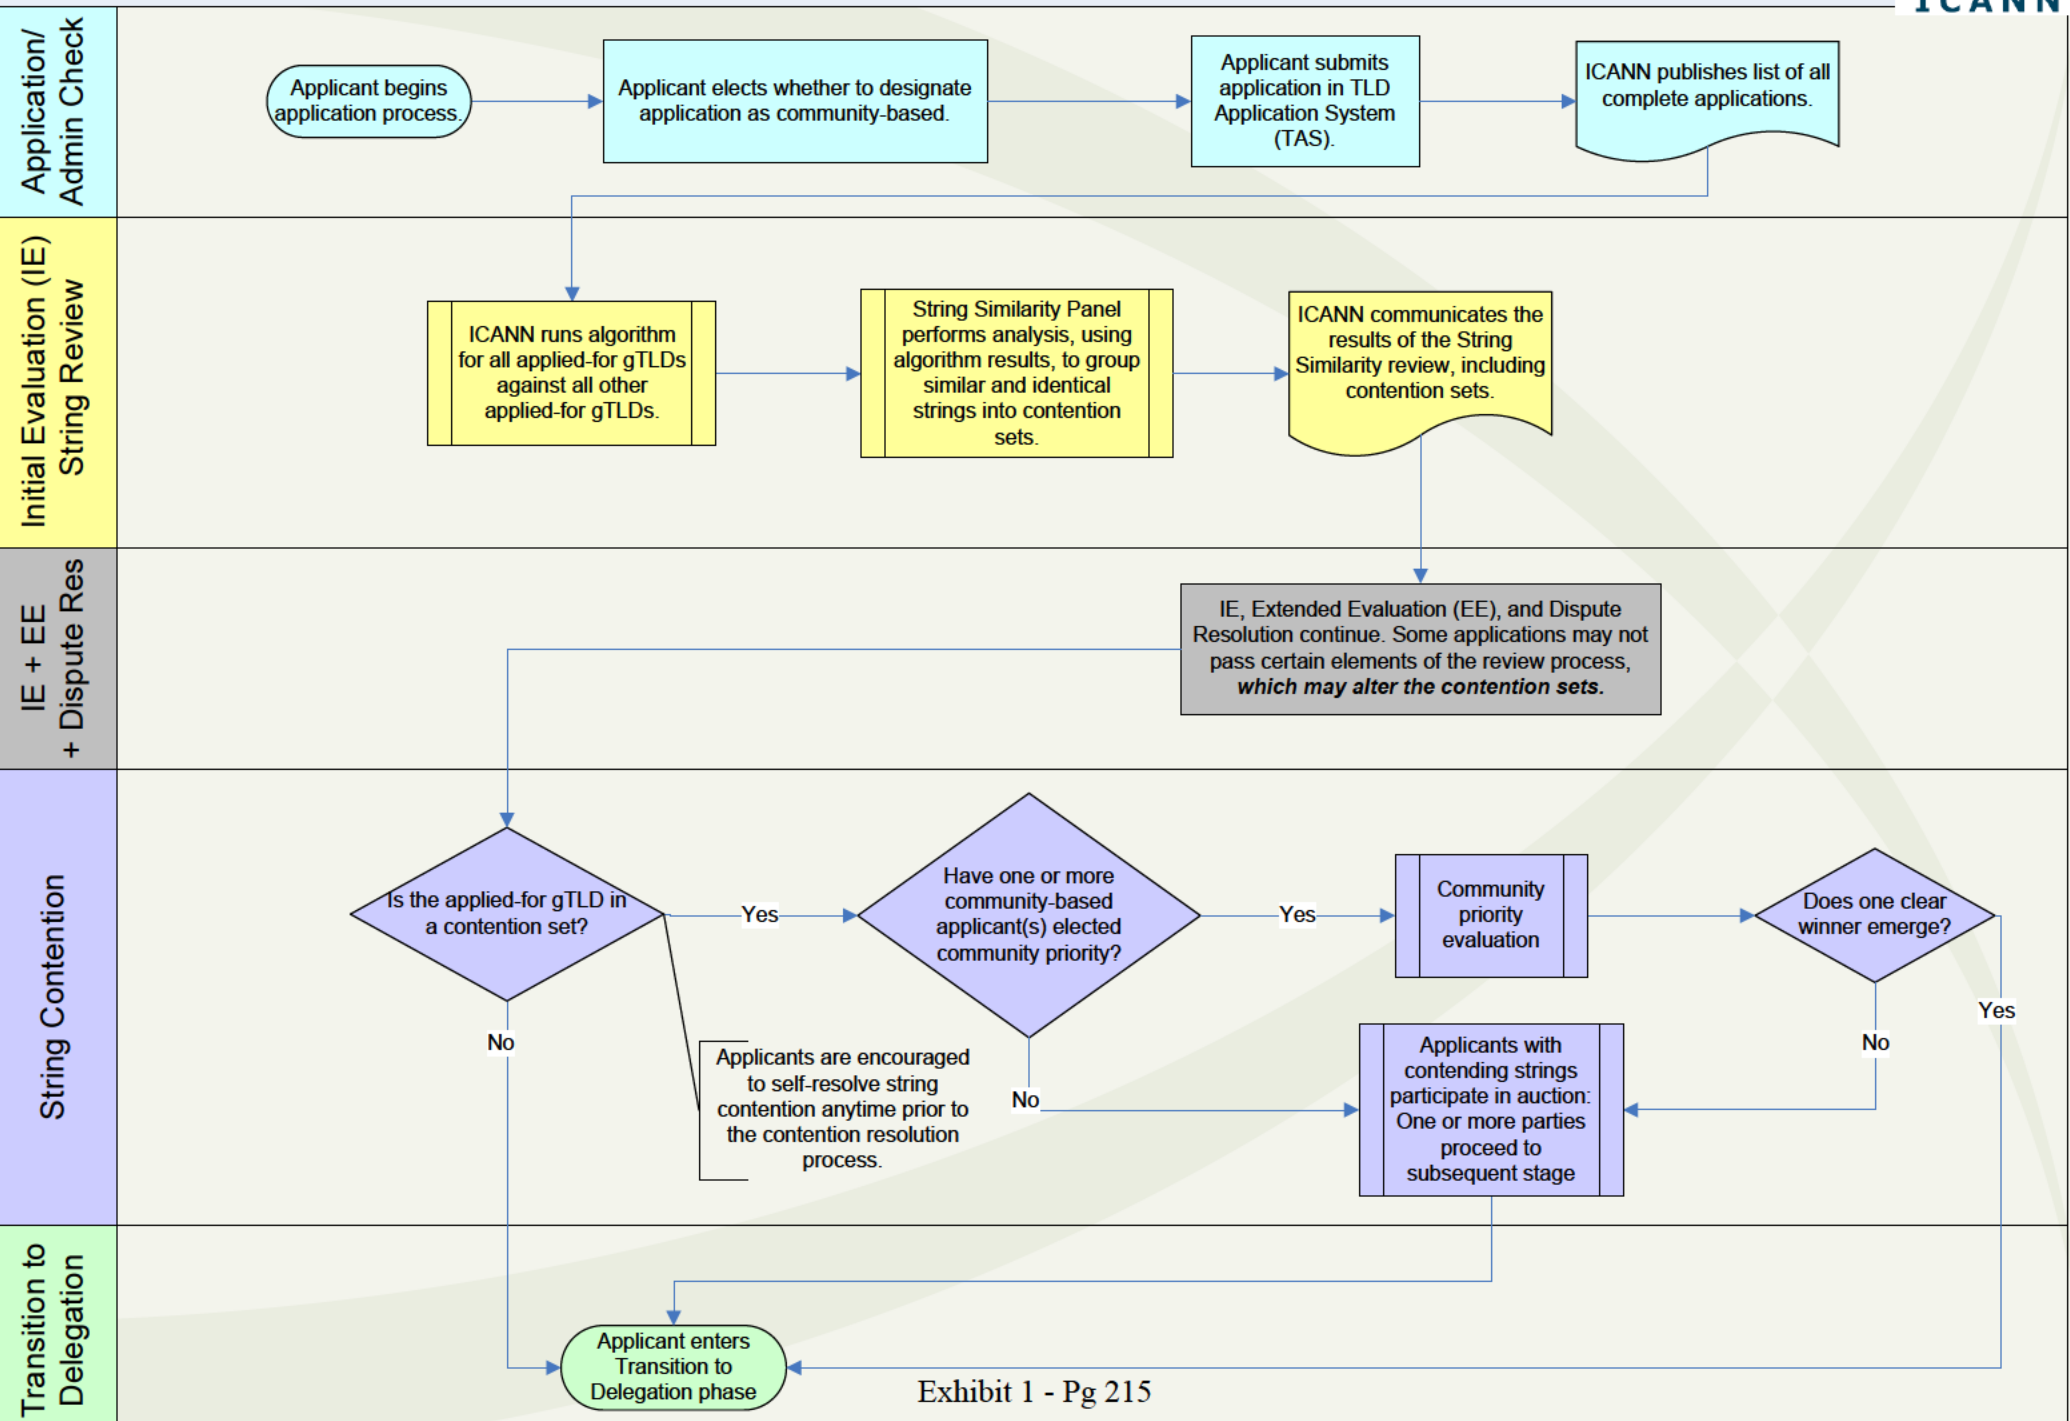 ICANN
Application/
Admin Check
Applicant begins
application process.
Applicant elects whether to designate
application as community-based.
Applicant submits
application in TLD
Application System
(TAS).
ICANN publishes list of all
complete applications.
Initial Evaluation (IE)
String Review
ICANN runs algorithm
for all applied-for gTLDs
against all other
applied-for gTLDs.
String Similarity Panel
performs analysis, using
algorithm results, to group
similar and identical
strings into contention
sets.
ICANN communicates the
results of the String
Similarity review, including
contention sets.
IE + EE
+ Dispute Res
IE, Extended Evaluation (EE), and Dispute
Resolution continue. Some applications may not
pass certain elements of the review process,
which may alter the contention sets.
String Contention
Is the applied-for gTLD in
a contention set?
Yes
Have one or more
community-based
applicant(s) elected
community priority?
Yes
Community
priority
evaluation
Does one clear
winner emerge?
Yes
No
No
Applicants are encouraged
to self-resolve string
contention anytime prior to
the contention resolution
process.
No
Applicants with
contending strings
participate in auction:
One or more parties
proceed to
subsequent stage
Transition to
Delegation
Applicant enters
Transition to
Delegation phase
Exhibit 1 - Pg 215